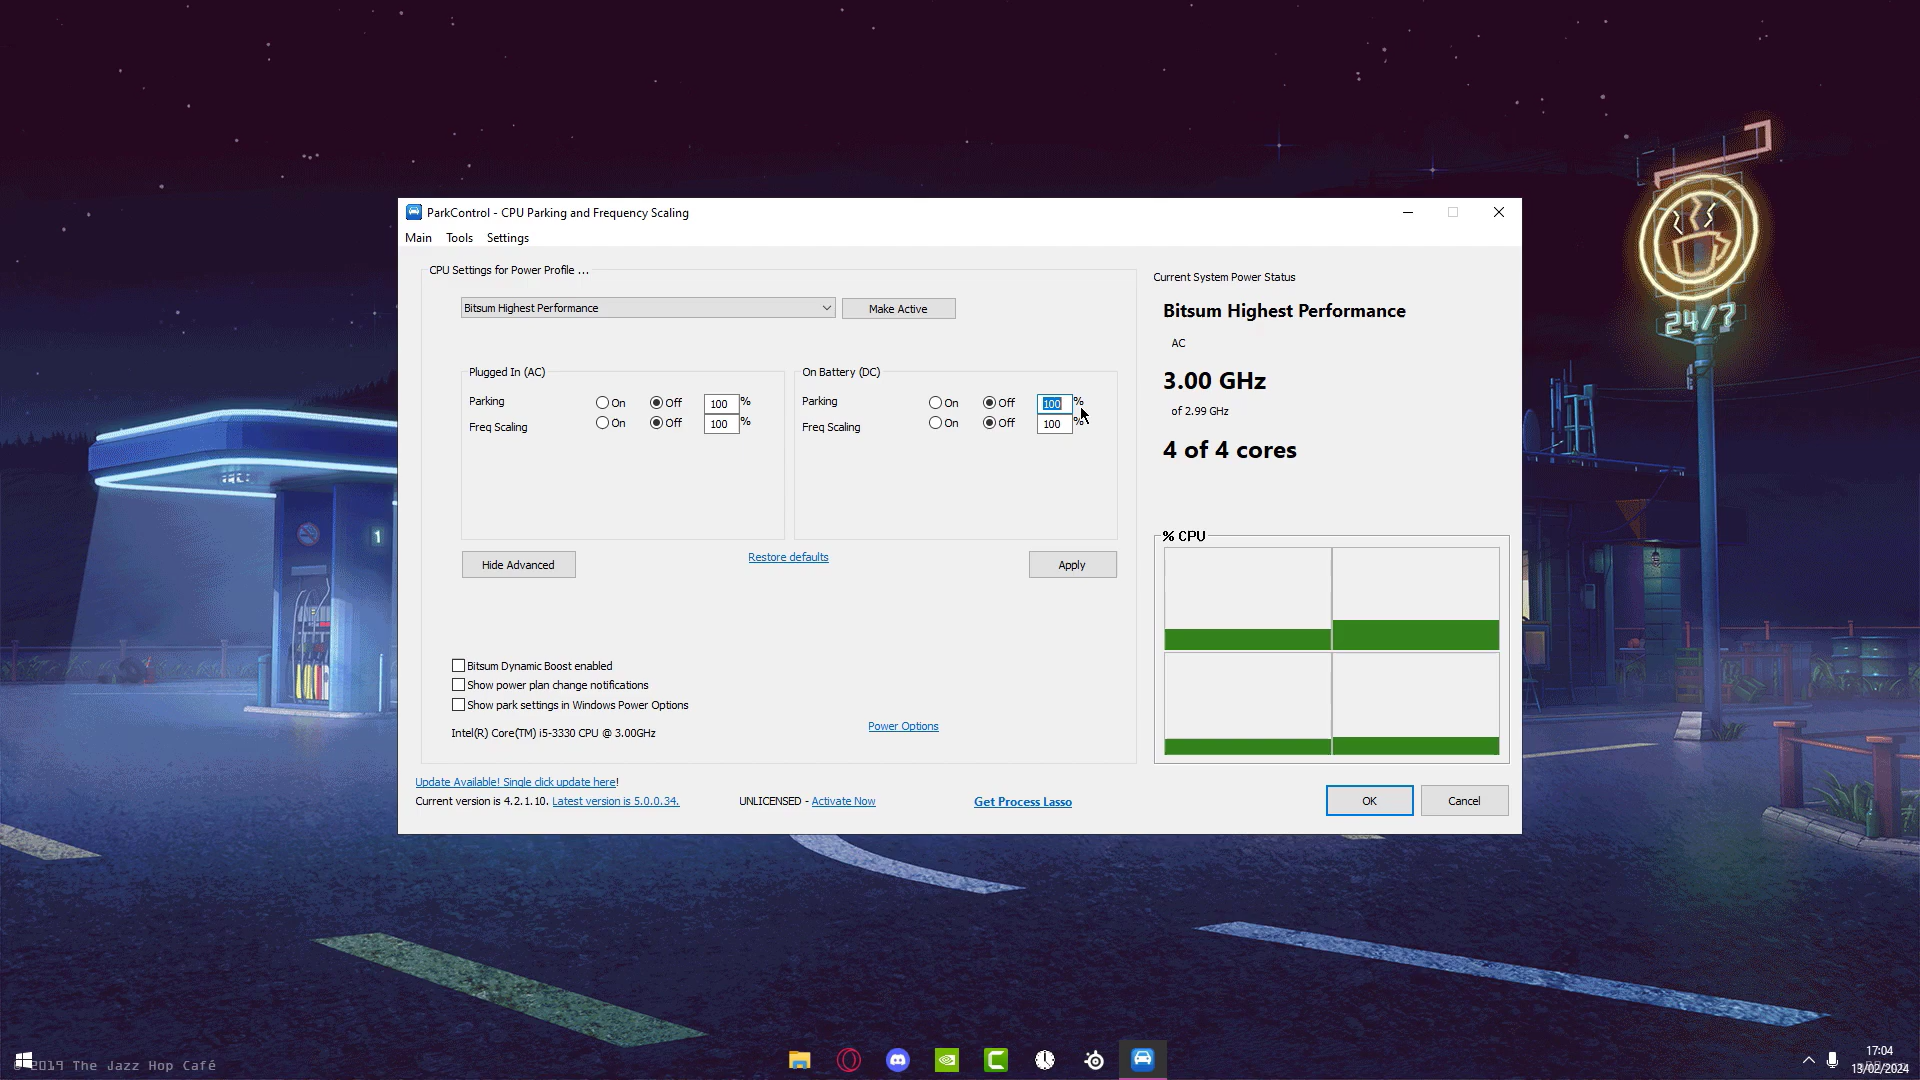 24/7
ParkControl - CPU Parking and Frequency Scaling
Main Tools Settings
CPU Settings for Power Profile ...
Bitsum Highest Performance
Make Active
Plugged In (AC)
Parking On Off 100 %
Freq Scaling On Off 100 %
On Battery (DC)
Parking On Off 100 %
Freq Scaling On Off 100 %
Hide Advanced
Restore defaults
Apply
Bitsum Dynamic Boost enabled
Show power plan change notifications
Show park settings in Windows Power Options
Intel(R) Core(TM) i5-3330 CPU @ 3.00GHz
Power Options
Current System Power Status
Bitsum Highest Performance
AC
3.00 GHz
of 2.99 GHz
4 of 4 cores
% CPU
Update Available! Single click update here!
Current version is 4.2.1.10. Latest version is 5.0.0.34.
UNLICENSED - Activate Now
Get Process Lasso
OK
Cancel
1
2019 The Jazz Hop Café
17:04
13/02/2024